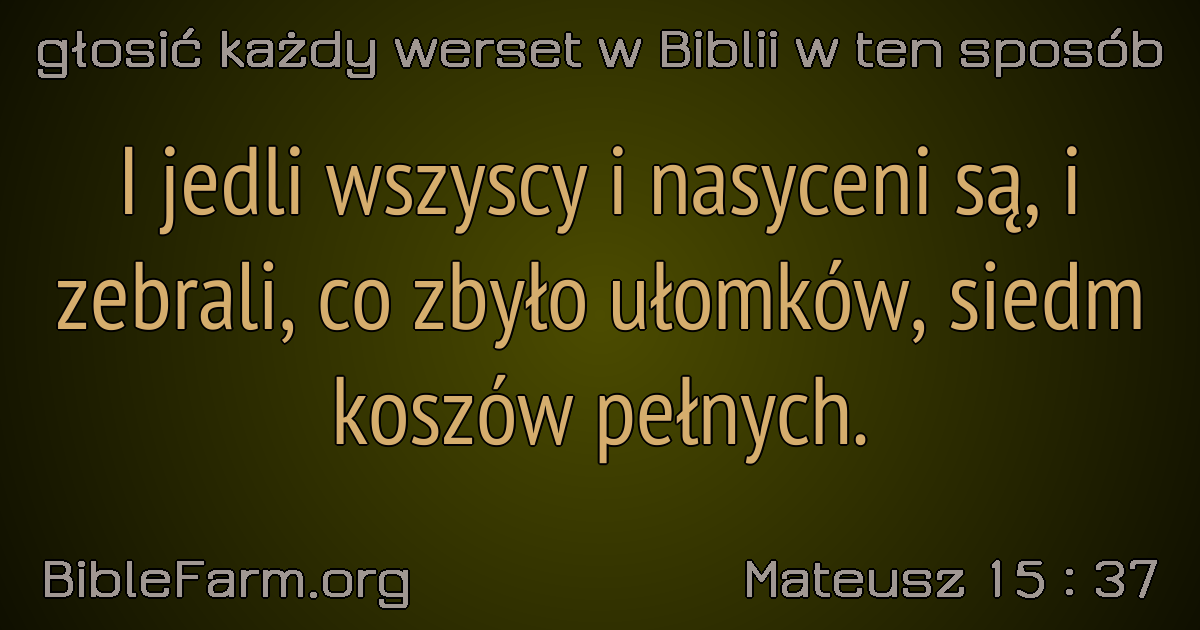 głosić każdy werset w Biblii w ten sposób
I jedli wszyscy i nasyceni są, i
zebrali, co zbyło ułomków, siedm
koszów pełnych.
BibleFarm.org
Mateusz 15 : 37